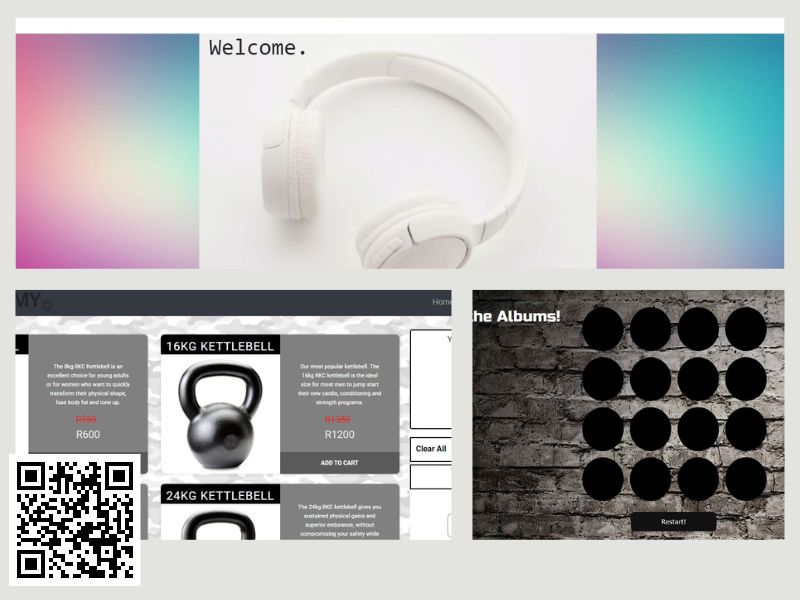 Welcome.
MY©
Home
16KG KETTLEBELL
The 8kg RKC Kettlebell is an
excellent choice for young adults
or for women who want to quickly
transform their physical shape,
lose body fat and tone up.
R750
R600
Our most popular kettlebell. The
16kg RKC kettlebell is the ideal
size for most men to jump start
their new cardio, conditioning and
strength programs.
R1350
R1200
ADD TO CART
Y
Clear All
24KG KETTLEBELL
The 24kg RKC kettlebell gives you
sustained physical gains and
superior endurance, without
compromising your safety while
the Albums!
Restart!